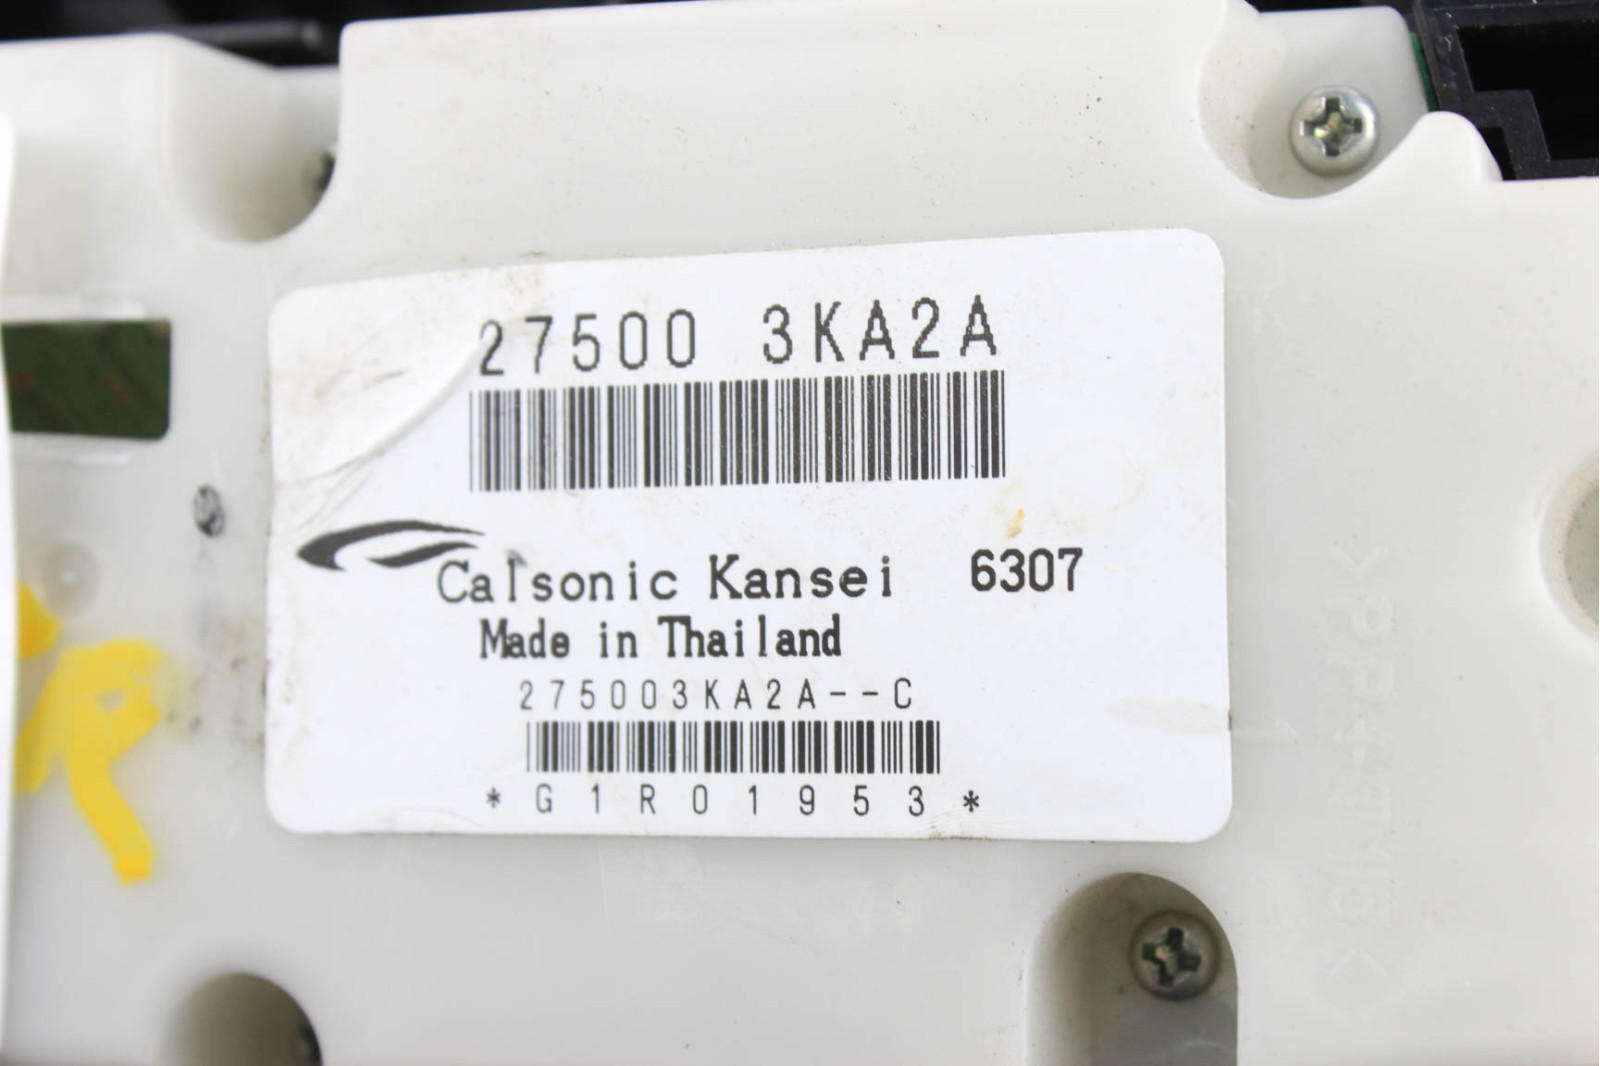 27500 3KA2A
Calsonic Kansei 6307
Made in Thailand
275003KA2A--C
*G1R01953*
R